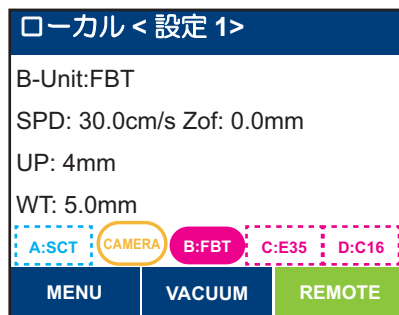 ローカル < 設定 1>
B-Unit:FBT
SPD: 30.0cm/s Zof: 0.0mm
UP: 4mm
WT: 5.0mm
A:SCT CAMERA B:FBT C:E35 D:C16
MENU VACUUM REMOTE